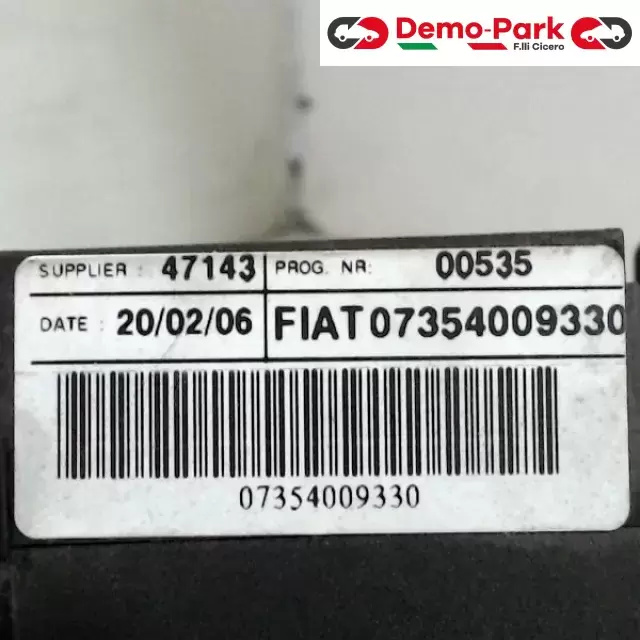 Demo-Park
F.lli Cicero
SUPPLIER : 47143 PROG. NR: 00535
DATE : 20/02/06 FIAT 07354009330
07354009330